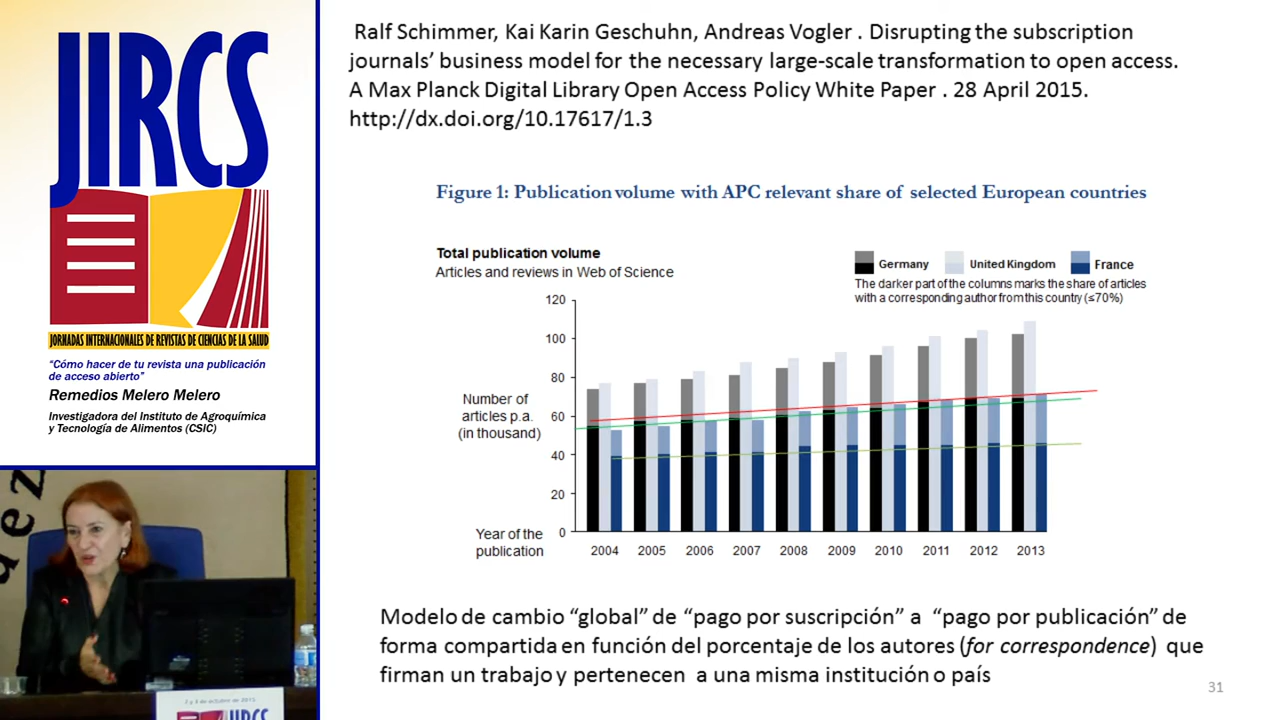 JIRCS
JORNADAS INTERNACIONALES DE REVISTAS DE CIENCIAS DE LA SALUD
“Cómo hacer de tu revista una publicación
de acceso abierto”
Remedios Melero Melero
Investigadora del Instituto de Agroquímica
y Tecnología de Alimentos (CSIC)
Ralf Schimmer, Kai Karin Geschuhn, Andreas Vogler . Disrupting the subscription
journals’ business model for the necessary large-scale transformation to open access.
A Max Planck Digital Library Open Access Policy White Paper . 28 April 2015.
http://dx.doi.org/10.17617/1.3
Figure 1: Publication volume with APC relevant share of selected European countries
Total publication volume
Articles and reviews in Web of Science
Germany United Kingdom France
The darker part of the columns marks the share of articles
with a corresponding author from this country (≤70%)
Number of
articles p.a.
(in thousand)
120
100
80
60
40
20
0
Year of the
publication
2004 2005 2006 2007 2008 2009 2010 2011 2012 2013
Modelo de cambio “global” de “pago por suscripción” a “pago por publicación” de
forma compartida en función del porcentaje de los autores (for correspondence) que
firman un trabajo y pertenecen a una misma institución o país
31
dez
JIRCS